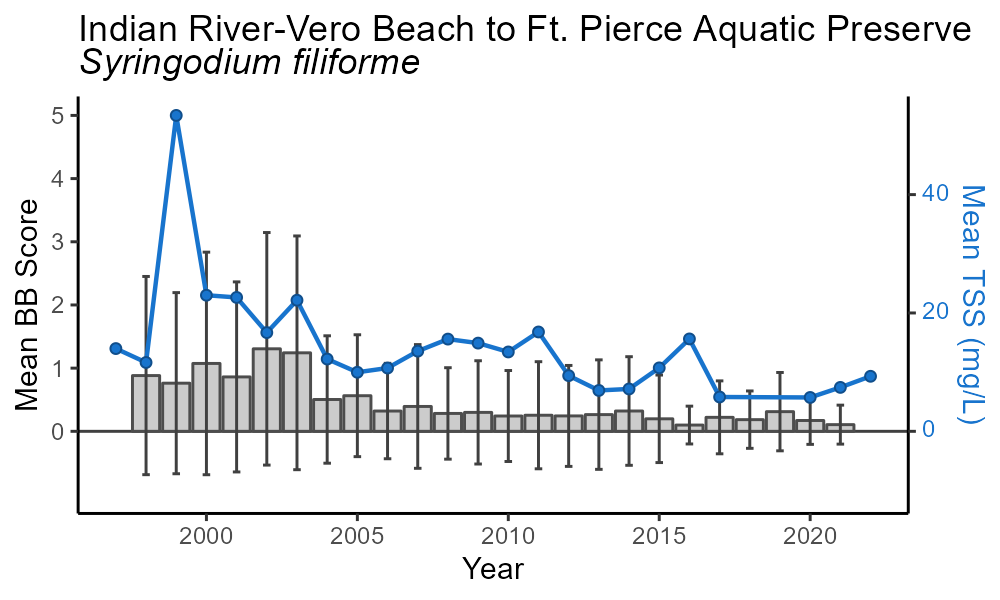 Indian River-Vero Beach to Ft. Pierce Aquatic Preserve
Syringodium filiforme
5
4
3
2
1
0
Mean BB Score
40
20
0
Mean TSS (mg/L)
2000 2005 2010 2015 2020
Year